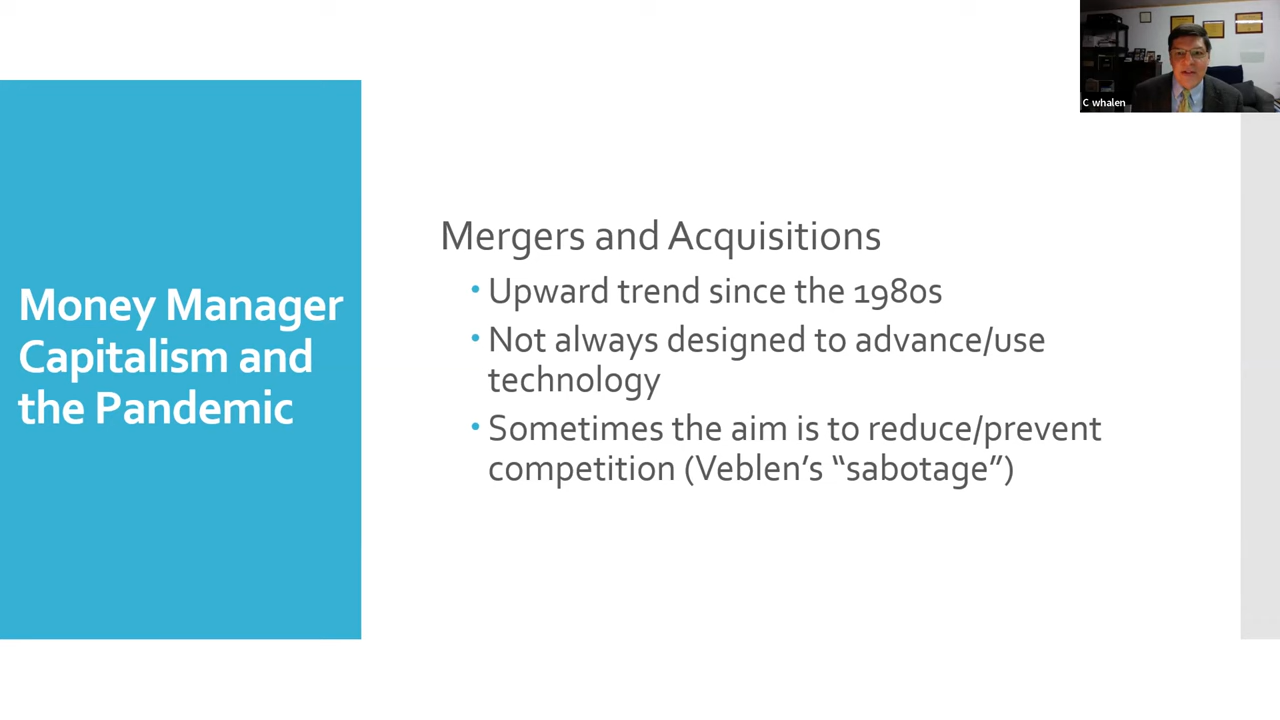 C whalen
Money Manager
Capitalism and
the Pandemic
Mergers and Acquisitions
• Upward trend since the 1980s
• Not always designed to advance/use
technology
• Sometimes the aim is to reduce/prevent
competition (Veblen’s “sabotage”)